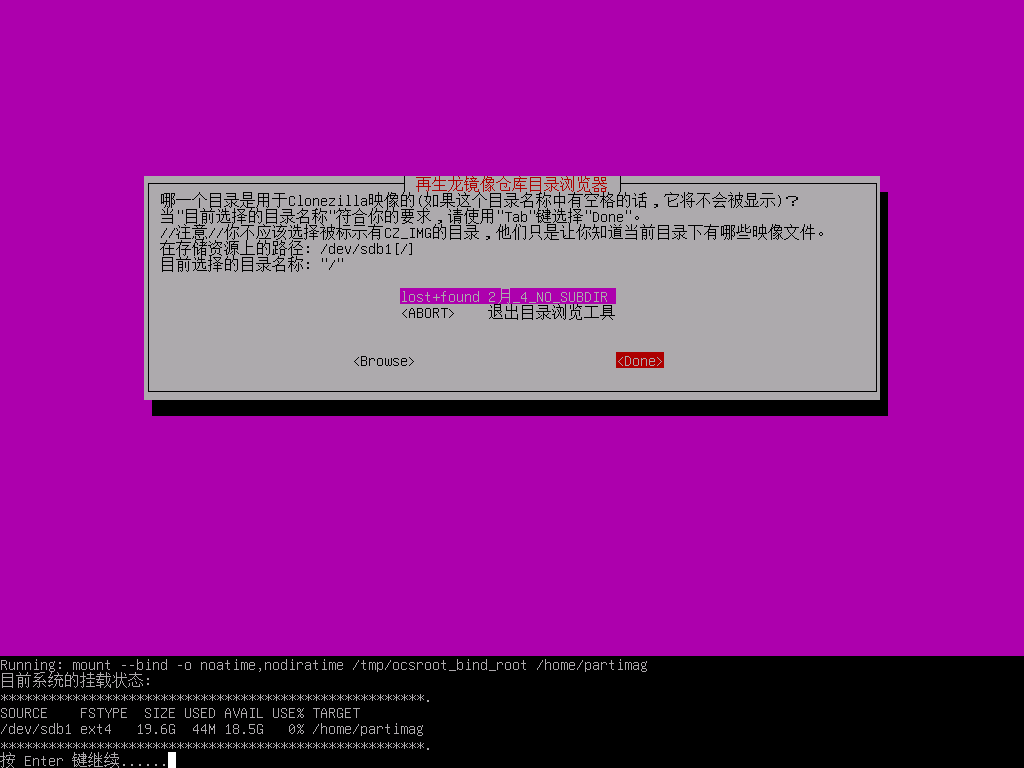 再生龙镜像仓库目录浏览器
哪一个目录是用于Clonezilla映像的(如果这个目录名称中有空格的话，它将不会被显示)？
当"目前选择的目录名称"符合你的要求，请使用"Tab"键选择"Done"。
//注意//你不应该选择被标示有CZ_IMG的目录，他们只是让你知道当前目录下有哪些映像文件。
在存储资源上的路径: /dev/sdb1[/]
目前选择的目录名称: "/"
lost+found 2月_4_NO_SUBDIR
<ABORT> 退出目录浏览工具
<Browse> <Done>
Running: mount --bind -o noatime,nodiratime /tmp/ocsroot_bind_root /home/partimag
目前系统的挂载状态:
*****************************************************.
SOURCE FSTYPE SIZE USED AVAIL USE% TARGET
/dev/sdb1 ext4 19.6G 44M 18.5G 0% /home/partimag
*****************************************************.
按 Enter 键继续......